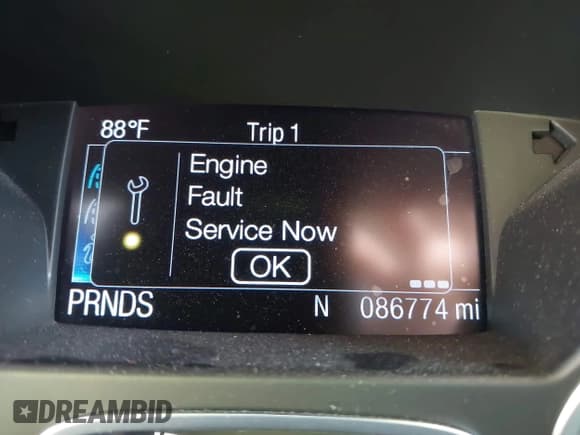 88°F Trip 1
Engine
Fault
Service Now
OK
PRNDS N 086774 mi
DREAMBID